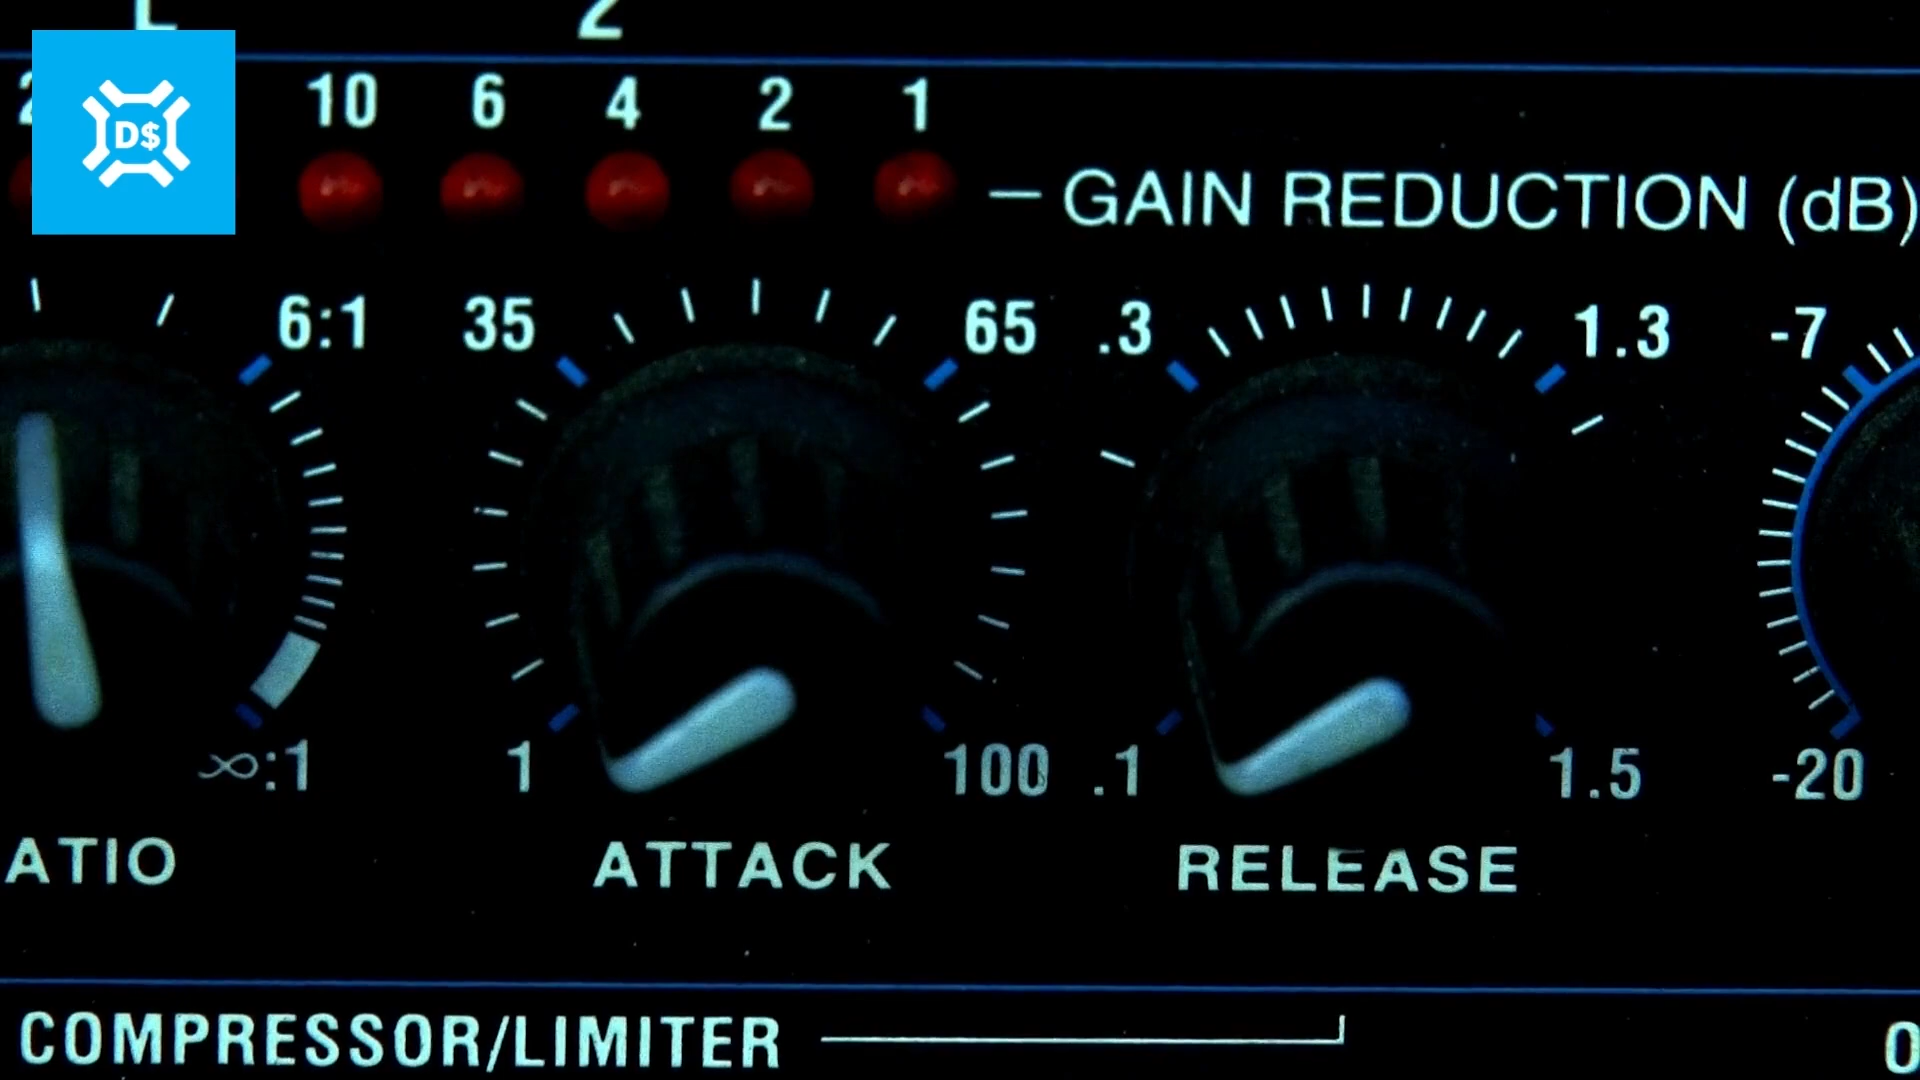 2
D$
10 6 4 2 1
GAIN REDUCTION (dB)
6:1 35 65 .3 1.3 -7
∞:1 1 100 .1 1.5 -20
ATIO ATTACK RELEASE
COMPRESSOR/LIMITER